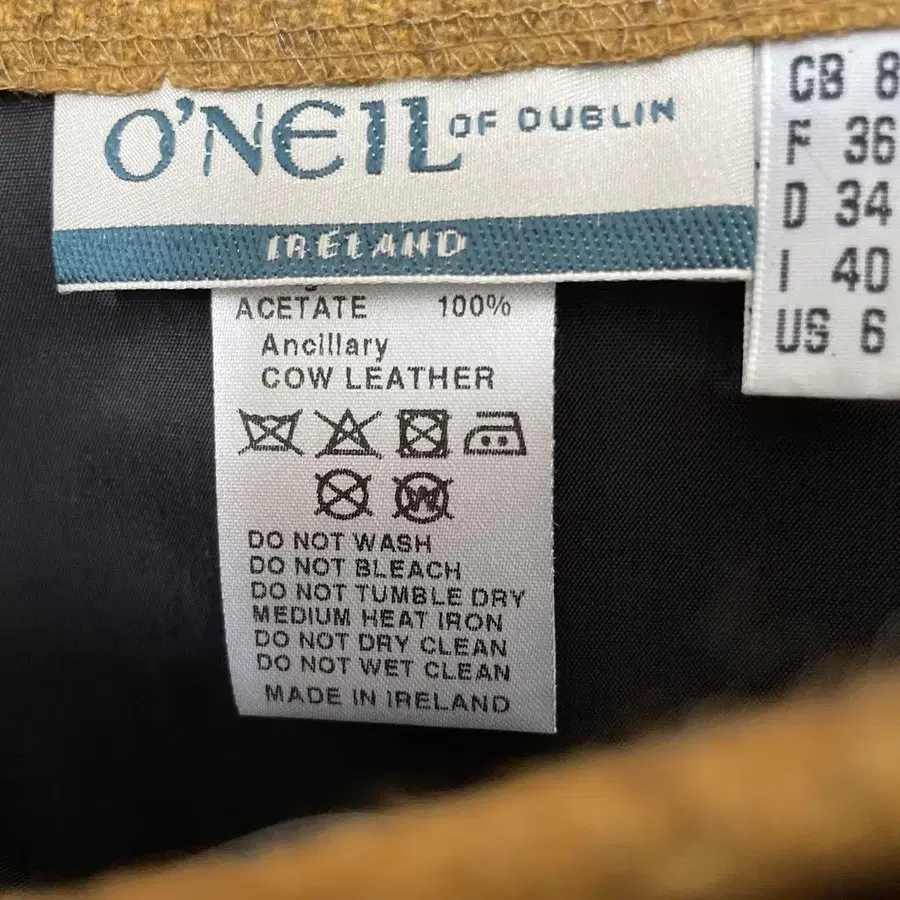 O'NEIL OF DUBLIN
IRELAND
GB 8
F 36
D 34
I 40
US 6
ACETATE 100%
Ancillary
COW LEATHER
W
DO NOT WASH
DO NOT BLEACH
DO NOT TUMBLE DRY
MEDIUM HEAT IRON
DO NOT DRY CLEAN
DO NOT WET CLEAN
MADE IN IRELAND